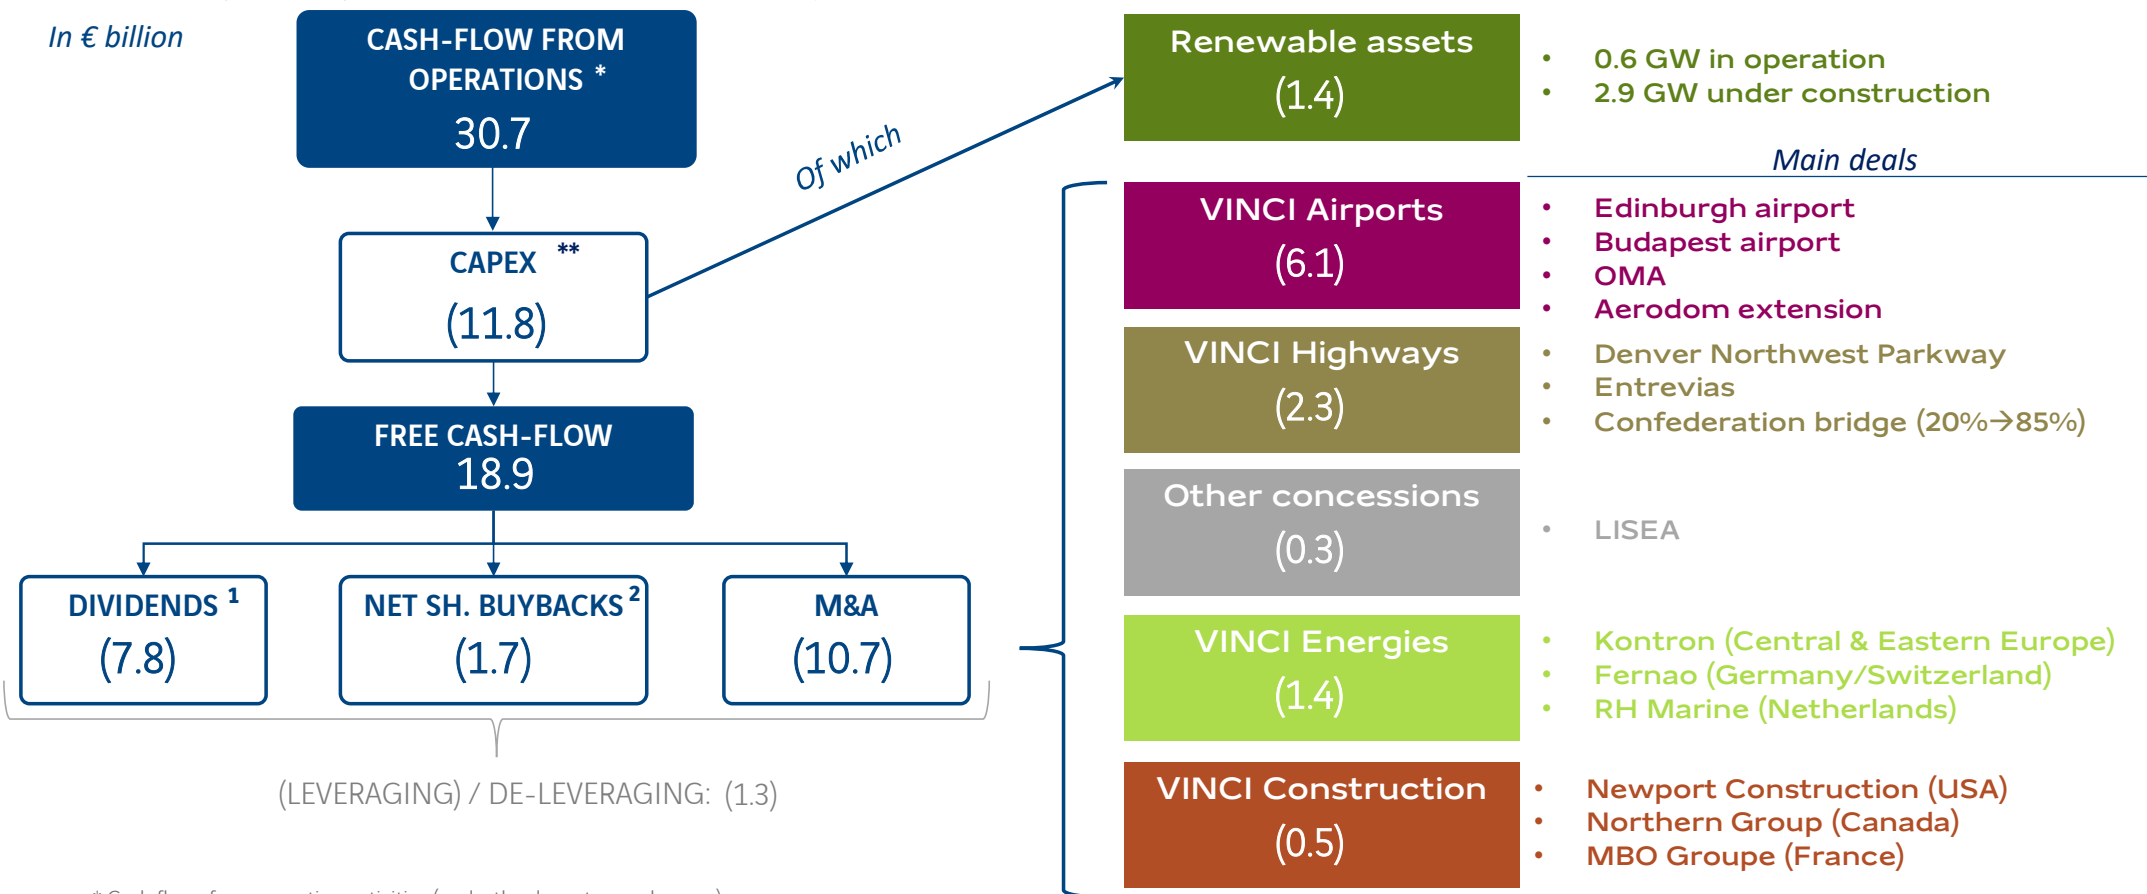 In € billion
CASH-FLOW FROM
OPERATIONS *
30.7
CAPEX **
(11.8)
FREE CASH-FLOW
18.9
DIVIDENDS 1
(7.8)
NET SH. BUYBACKS 2
(1.7)
M&A
(10.7)
(LEVERAGING) / DE-LEVERAGING: (1.3)
Of which
Renewable assets
(1.4)
• 0.6 GW in operation
• 2.9 GW under construction
Main deals
VINCI Airports
(6.1)
• Edinburgh airport
• Budapest airport
• OMA
• Aerodom extension
VINCI Highways
(2.3)
• Denver Northwest Parkway
• Entrevias
• Confederation bridge (20%→85%)
Other concessions
(0.3)
• LISEA
VINCI Energies
(1.4)
• Kontron (Central & Eastern Europe)
• Fernao (Germany/Switzerland)
• RH Marine (Netherlands)
VINCI Construction
(0.5)
• Newport Construction (USA)
• Northern Group (Canada)
• MBO Groupe (France)